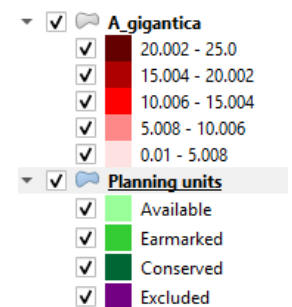 A_gigantica
20.002 - 25.0
15.004 - 20.002
10.006 - 15.004
5.008 - 10.006
0.01 - 5.008
Planning units
Available
Earmarked
Conserved
Excluded